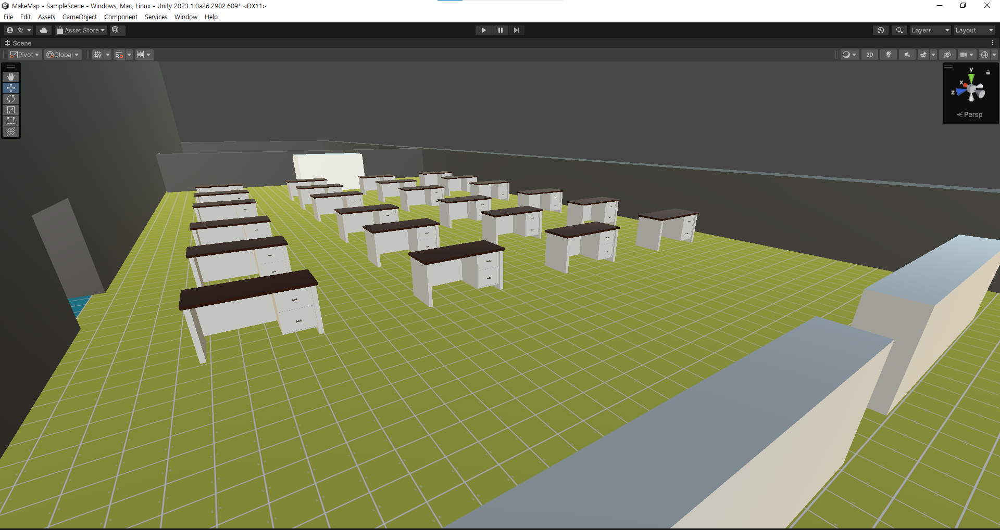 MakeMap - SampleScene - Windows, Mac, Linux - Unity 2023.1.0a26.2902.609* <DX11>
File Edit Assets GameObject Component Services Window Help
황 Asset Store Layers Layout
Scene
Pivot Global 2D
y
x
z
Persp